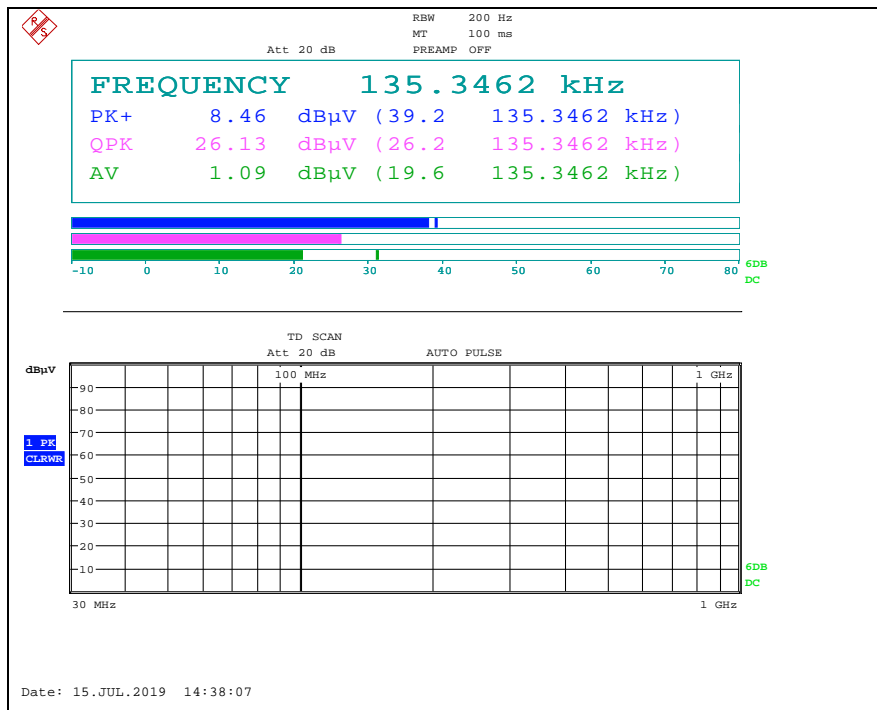 R/S
RBW 200 Hz
MT 100 ms
Att 20 dB PREAMP OFF
FREQUENCY 135.3462 kHz
PK+ 8.46 dBµV (39.2 135.3462 kHz)
QPK 26.13 dBµV (26.2 135.3462 kHz)
AV 1.09 dBµV (19.6 135.3462 kHz)
-10 0 10 20 30 40 50 60 70 80
6DB
DC
TD SCAN
Att 20 dB AUTO PULSE
dBµV
100 MHz 1 GHz
90
80
70
1 PK
CLRWR
60
50
40
30
20
10
6DB
DC
30 MHz 1 GHz
Date: 15.JUL.2019 14:38:07